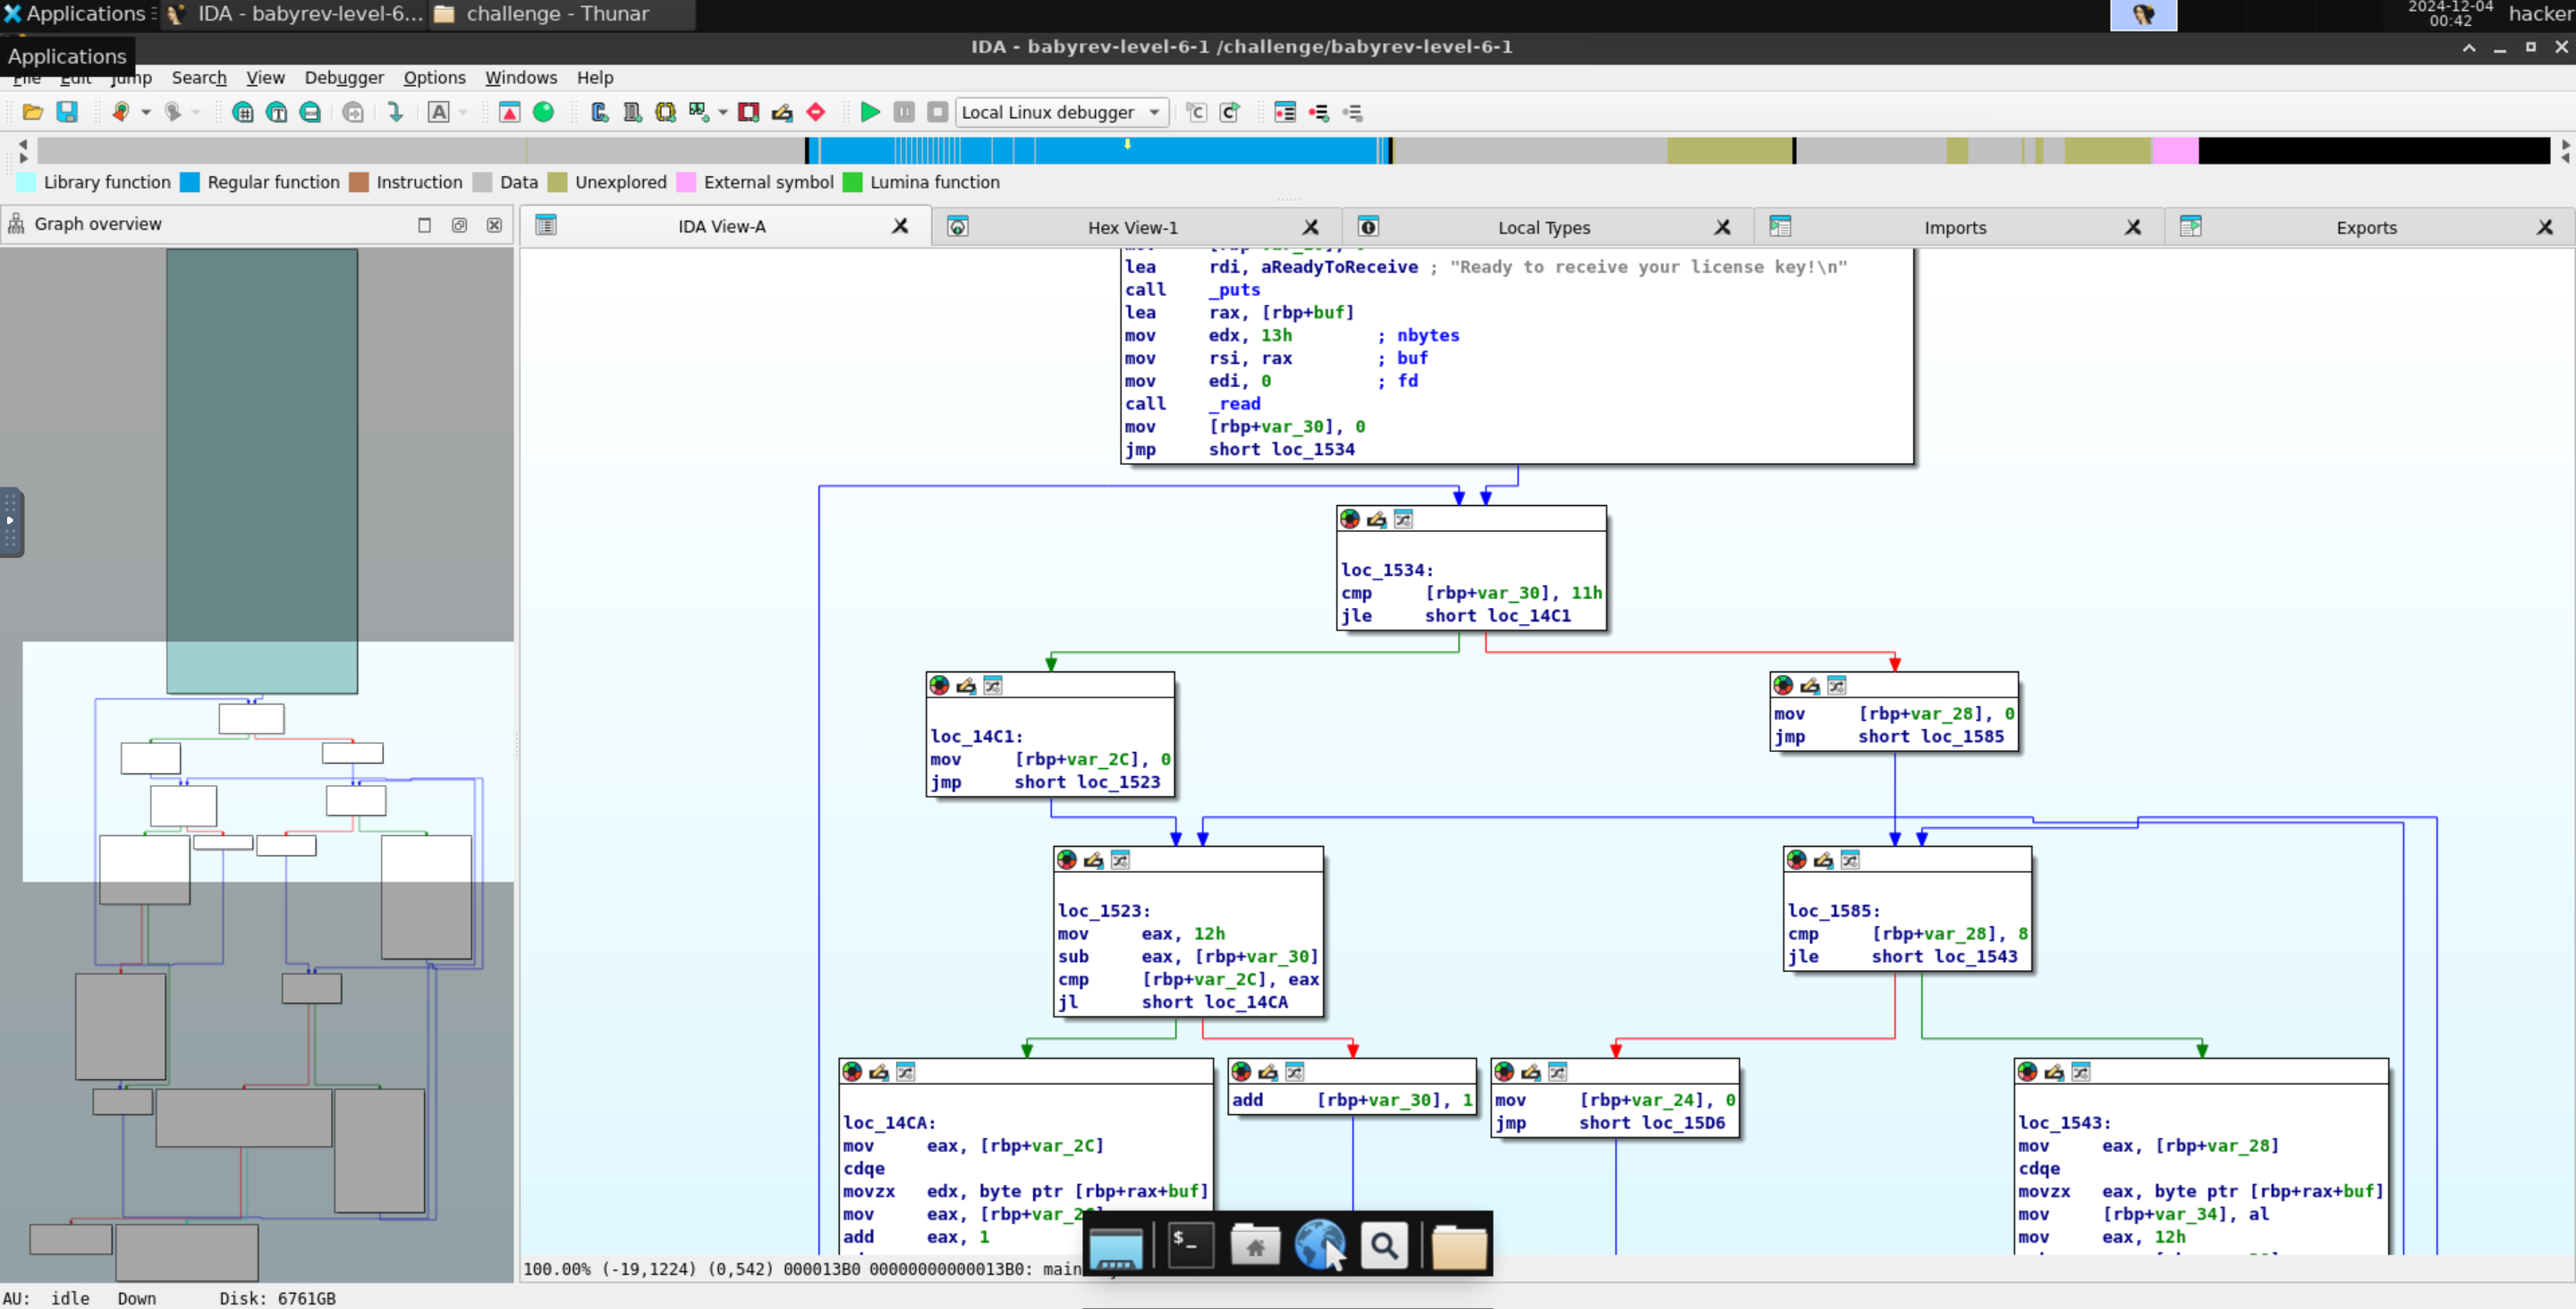 Applications
IDA - babyrev-level-6...
challenge - Thunar
2024-12-04
00:42
hacker
Applications
IDA - babyrev-level-6-1 /challenge/babyrev-level-6-1
File Edit Jump Search View Debugger Options Windows Help
Local Linux debugger
Library function Regular function Instruction Data Unexplored External symbol Lumina function
Graph overview
IDA View-A
Hex View-1
Local Types
Imports
Exports
lea rdi, aReadyToReceive ; "Ready to receive your license key!\n"
call _puts
lea rax, [rbp+buf]
mov edx, 13h ; nbytes
mov rsi, rax ; buf
mov edi, 0 ; fd
call _read
mov [rbp+var_30], 0
jmp short loc_1534
loc_1534:
cmp [rbp+var_30], 11h
jle short loc_14C1
loc_14C1:
mov [rbp+var_2C], 0
jmp short loc_1523
mov [rbp+var_28], 0
jmp short loc_1585
loc_1523:
mov eax, 12h
sub eax, [rbp+var_30]
cmp [rbp+var_2C], eax
jl short loc_14CA
loc_1585:
cmp [rbp+var_28], 8
jle short loc_1543
loc_14CA:
mov eax, [rbp+var_2C]
cdqe
movzx edx, byte ptr [rbp+rax+buf]
mov eax, [rbp+var_2
add eax, 1
add [rbp+var_30], 1
mov [rbp+var_24], 0
jmp short loc_15D6
loc_1543:
mov eax, [rbp+var_28]
cdqe
movzx eax, byte ptr [rbp+rax+buf]
mov [rbp+var_34], al
mov eax, 12h
100.00% (-19,1224) (0,542) 000013B0 00000000000013B0: main
AU: idle Down Disk: 6761GB